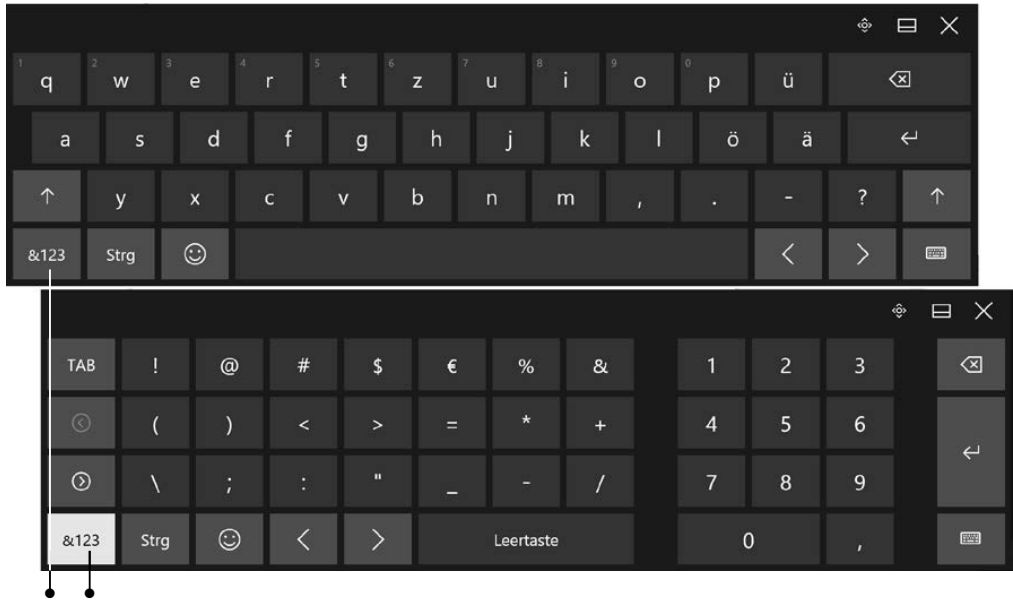 1 q 2 w 3 e 4 r 5 t 6 z 7 u 8 i 9 o 0 p ü
a s d f g h j k l ö ä
y x c v b n m , . - ?
&123 Strg < >
TAB ! @ # $ € % & 1 2 3
( ) < > = * + 4 5 6
\ ; : " _ - / 7 8 9
&123 Strg < > Leertaste 0 ,